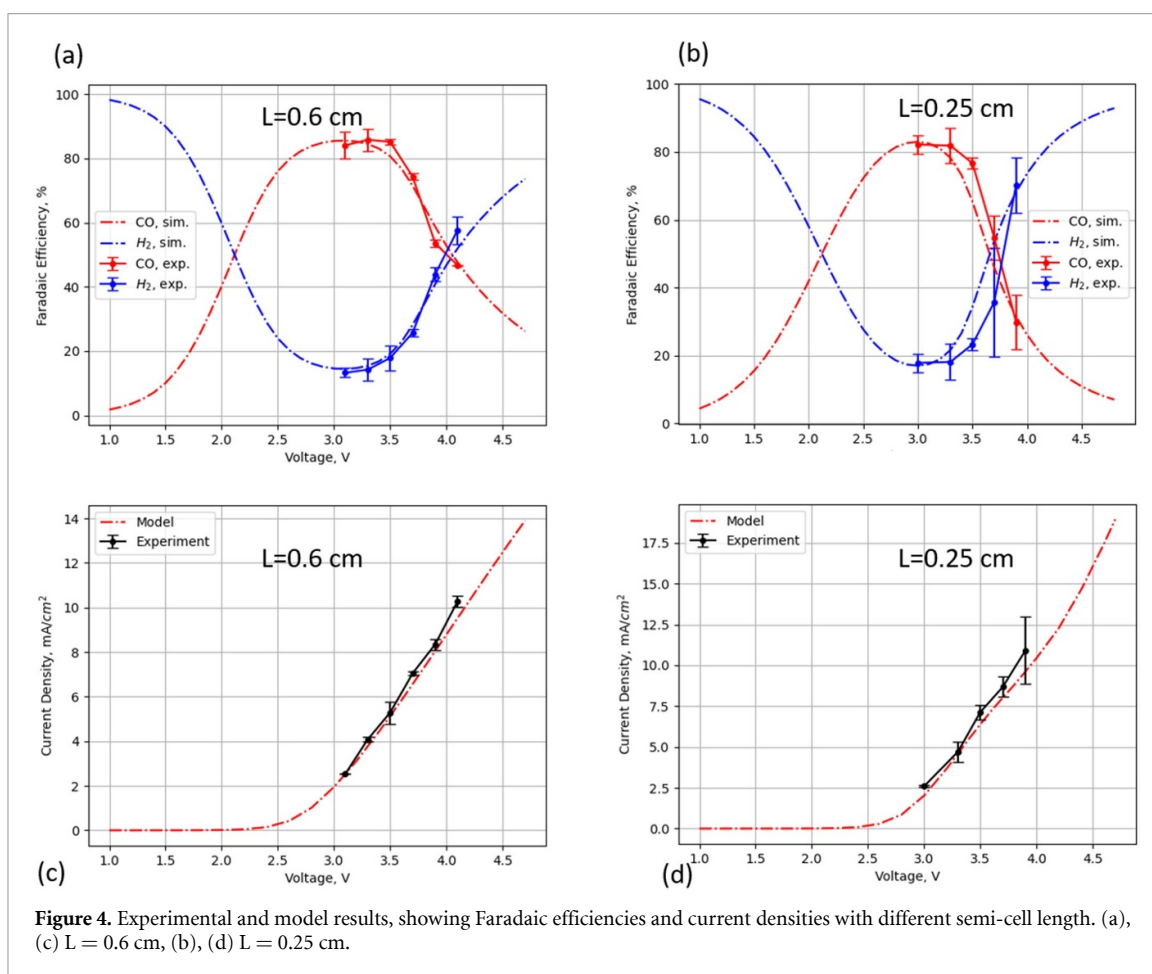 (a)
L=0.6 cm
100
80
60
40
20
0
Faradaic Efficiency, %
CO, sim.
H₂, sim.
CO, exp.
H₂, exp.
1.0 1.5 2.0 2.5 3.0 3.5 4.0 4.5
Voltage, V
(b)
L=0.25 cm
100
80
60
40
20
0
Faradaic Efficiency, %
CO, sim.
H₂, sim.
CO, exp.
H₂, exp.
1.0 1.5 2.0 2.5 3.0 3.5 4.0 4.5
Model
Experiment
L=0.6 cm
14
12
10
8
6
4
2
0
Current Density, mA/cm²
1.0 1.5 2.0 2.5 3.0 3.5 4.0 4.5
Voltage, V
(c)
Model
Experiment
L=0.25 cm
17.5
15.0
12.5
10.0
7.5
5.0
2.5
0.0
Current Density, mA/cm²
1.0 1.5 2.0 2.5 3.0 3.5 4.0 4.5
Voltage, V
(d)
Figure 4. Experimental and model results, showing Faradaic efficiencies and current densities with different semi-cell length. (a),
(c) L = 0.6 cm, (b), (d) L = 0.25 cm.